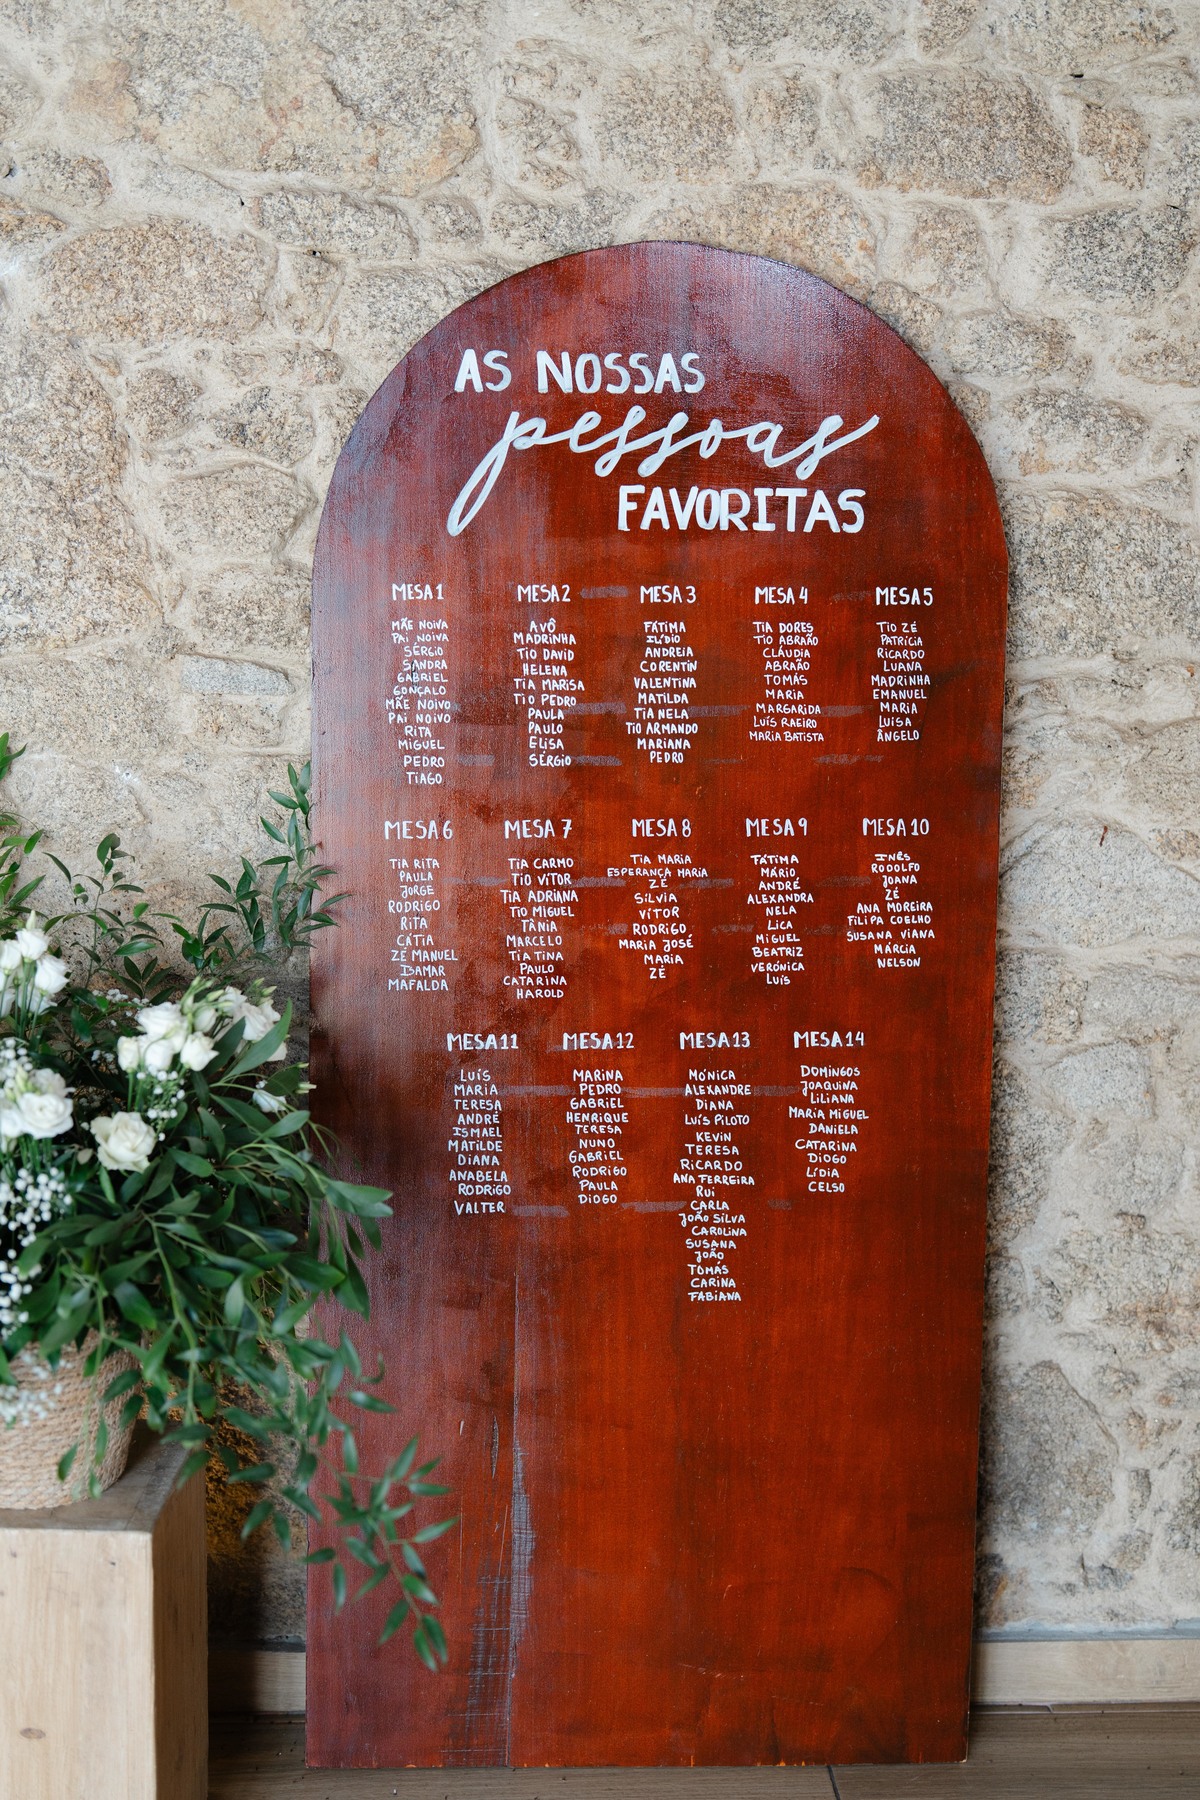 AS NOSSAS
pessoas
FAVORITAS
MESA 1
MÃE NOIVA
PAI NOIVA
SÉRGIO
SANDRA
GABRIEL
GONÇALO
MÃE NOIVO
PAI NOIVO
RITA
MIGUEL
PEDRO
TIAGO
MESA 2
AVÔ
MADRINHA
TIO DAVID
HELENA
TIA MARISA
TIO PEDRO
PAULA
PAULO
ELISA
SÉRGIO
MESA 3
FÁTIMA
ILÍDIO
ANDREIA
CORENTIN
VALENTINA
MATILDA
TIA NELA
TIO ARMANDO
MARIANA
PEDRO
MESA 4
TIA DORES
TIO ABRAÃO
CLÁUDIA
ABRAÃO
TOMÁS
MARIA
MARGARIDA
LUÍS RAEIRO
MARIA BATISTA
MESA 5
TIO ZÉ
PATRÍCIA
RICARDO
LUANA
MADRINHA
EMANUEL
MARIA
LUISA
ÂNGELO
MESA 6
TIA RITA
PAULA
JORGE
RODRIGO
RITA
CÁTIA
ZÉ MANUEL
ISAMAR
MAFALDA
MESA 7
TIA CARMO
TIO VÍTOR
TIA ADRIANA
TIO MIGUEL
TÂNIA
MARCELO
TIA TINA
PAULO
CATARINA
HAROLD
MESA 8
TIA MARIA
ESPERANÇA MARIA
ZÉ
SILVIA
VÍTOR
RODRIGO
MARIA JOSÉ
MARIA
ZÉ
MESA 9
FÁTIMA
MÁRIO
ANDRÉ
ALEXANDRA
NELA
LICA
MIGUEL
BEATRIZ
VERÓNICA
LUÍS
MESA 10
INÊS
RODOLFO
JOANA
ZÉ
ANA MOREIRA
FILIPA COELHO
SUSANA VIANA
MÁRCIA
NELSON
MESA 11
LUÍS
MARIA
TERESA
ANDRÉ
ISMAEL
MATILDE
DIANA
ANABELA
RODRIGO
VALTER
MESA 12
MARINA
PEDRO
GABRIEL
HENRIQUE
TERESA
NUNO
GABRIEL
RODRIGO
PAULA
DIOGO
MESA 13
MÓNICA
ALEXANDRE
DIANA
LUÍS PILOTO
KEVIN
TERESA
RICARDO
ANA FERREIRA
RUI
CARLA
JOÃO SILVA
CAROLINA
SUSANA
JOÃO
TOMÁS
CARINA
FABIANA
MESA 14
DOMINGOS
JOAQUINA
LILIANA
MARIA MIGUEL
DANIELA
CATARINA
DIOGO
LÍDIA
CELSO